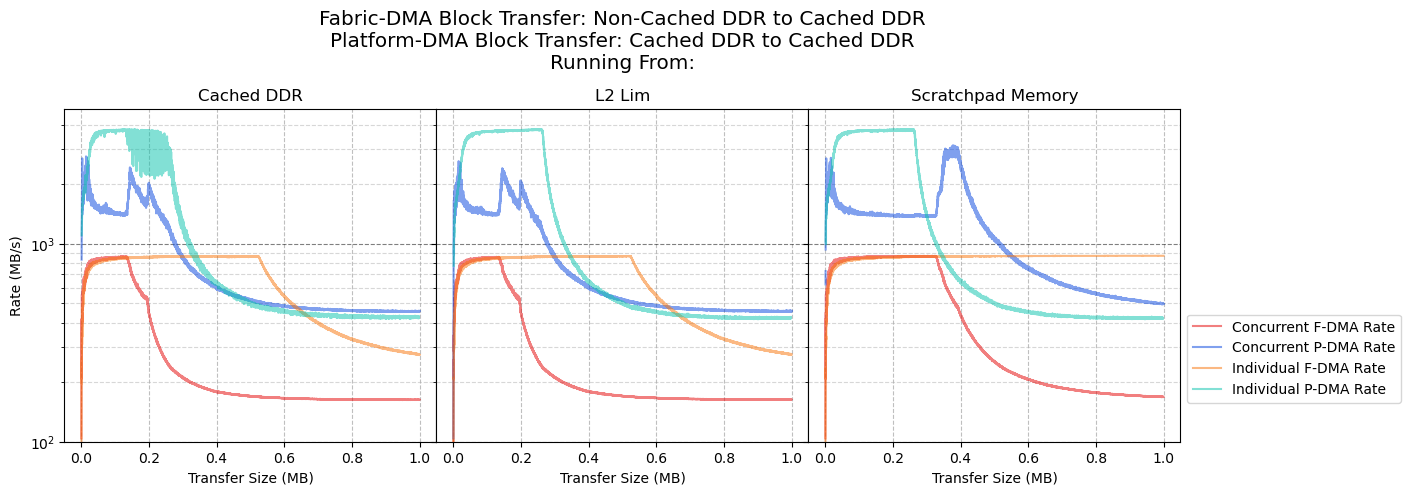 Fabric-DMA Block Transfer: Non-Cached DDR to Cached DDR
Platform-DMA Block Transfer: Cached DDR to Cached DDR
Running From:
Cached DDR
L2 Lim
Scratchpad Memory
Rate (MB/s)
10³
10²
0.0 0.2 0.4 0.6 0.8 1.0
0.0 0.2 0.4 0.6 0.8 1.0
0.0 0.2 0.4 0.6 0.8 1.0
Transfer Size (MB)
Transfer Size (MB)
Transfer Size (MB)
Concurrent F-DMA Rate
Concurrent P-DMA Rate
Individual F-DMA Rate
Individual P-DMA Rate